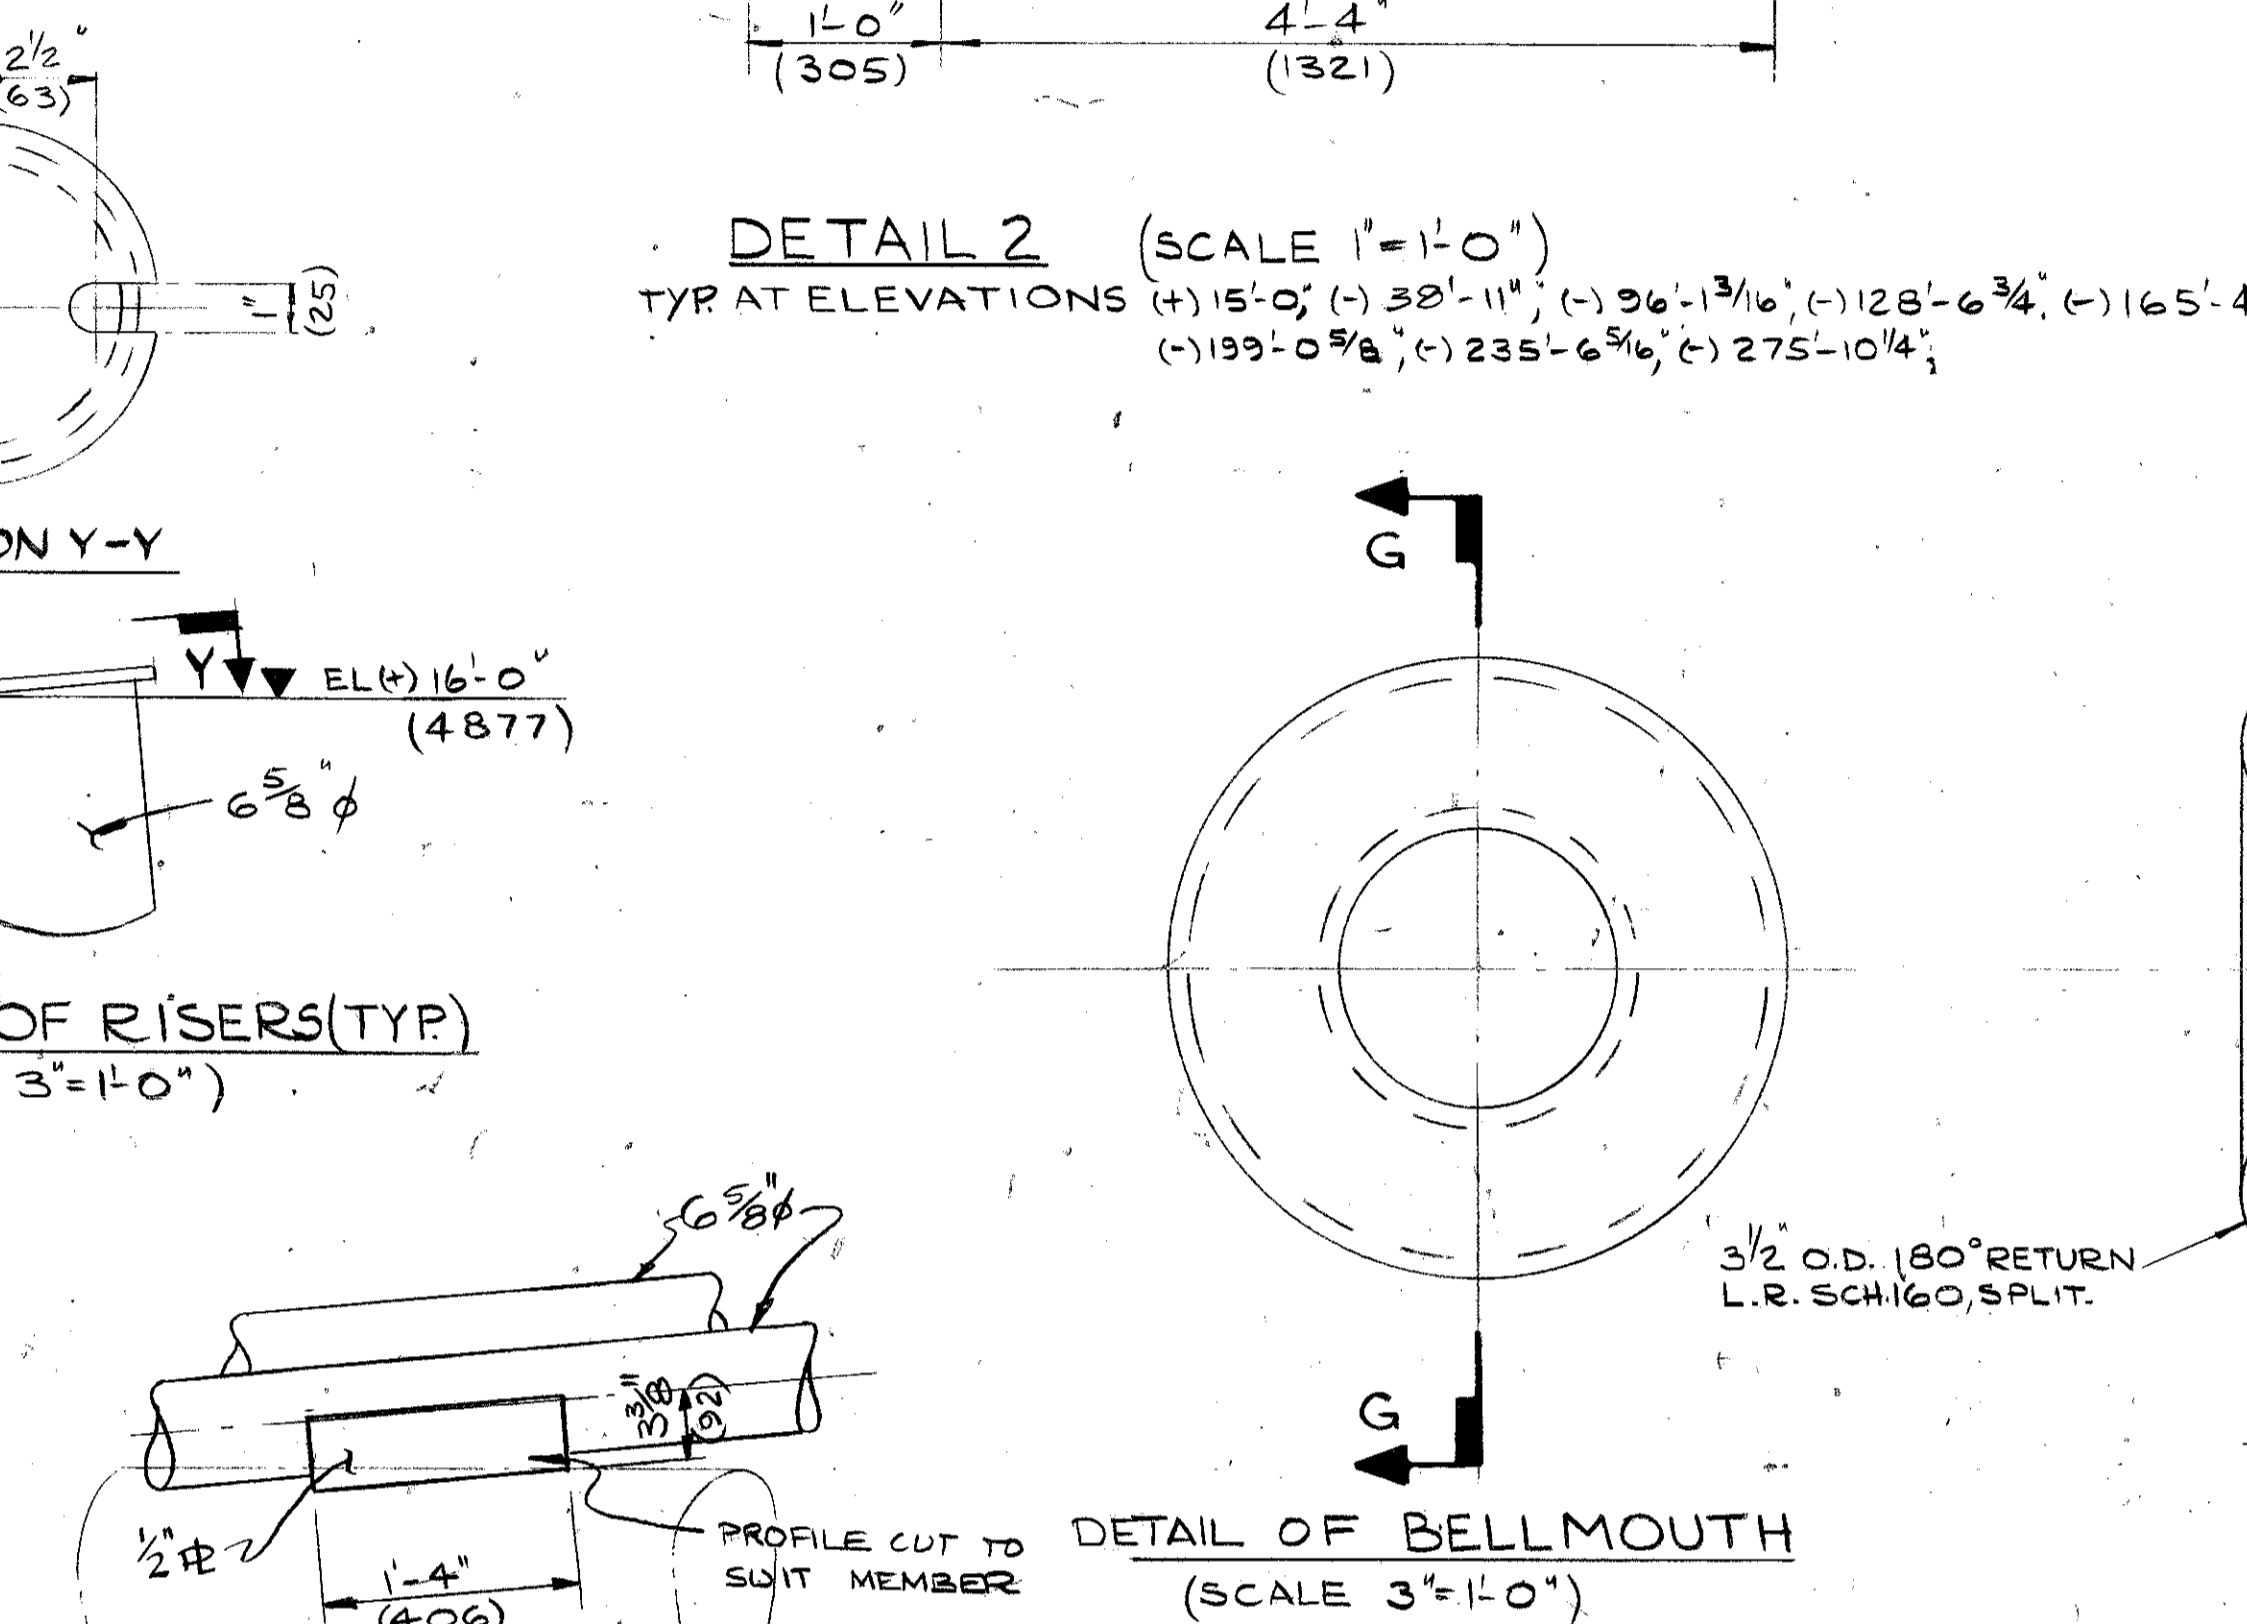 1'-0"
(305)
4'-4"
(1321)
2½"
(63)
1"
(25)
DETAIL 2 (SCALE 1"=1'-0")
TYP. AT ELEVATIONS (+) 15'-0", (-) 38'-11", (-) 96'-1 3/16", (-) 128'-6 3/4", (-) 165'-4
(-) 199'-0 5/8", (-) 235'-6 5/16", (-) 275'-10 1/4",
ON Y-Y
Y
EL(+) 16'-0"
(4877)
6 5/8" ϕ
OF RISERS (TYP.)
3"=1'-0")
G
3½" O.D. 180° RETURN
L.R. SCH.160, SPLIT.
6 5/8" ϕ
3 3/8"
(92)
½" PL
PROFILE CUT TO
SUIT MEMBER
1'-4"
(406)
G
DETAIL OF BELLMOUTH
(SCALE 3"=1'-0")